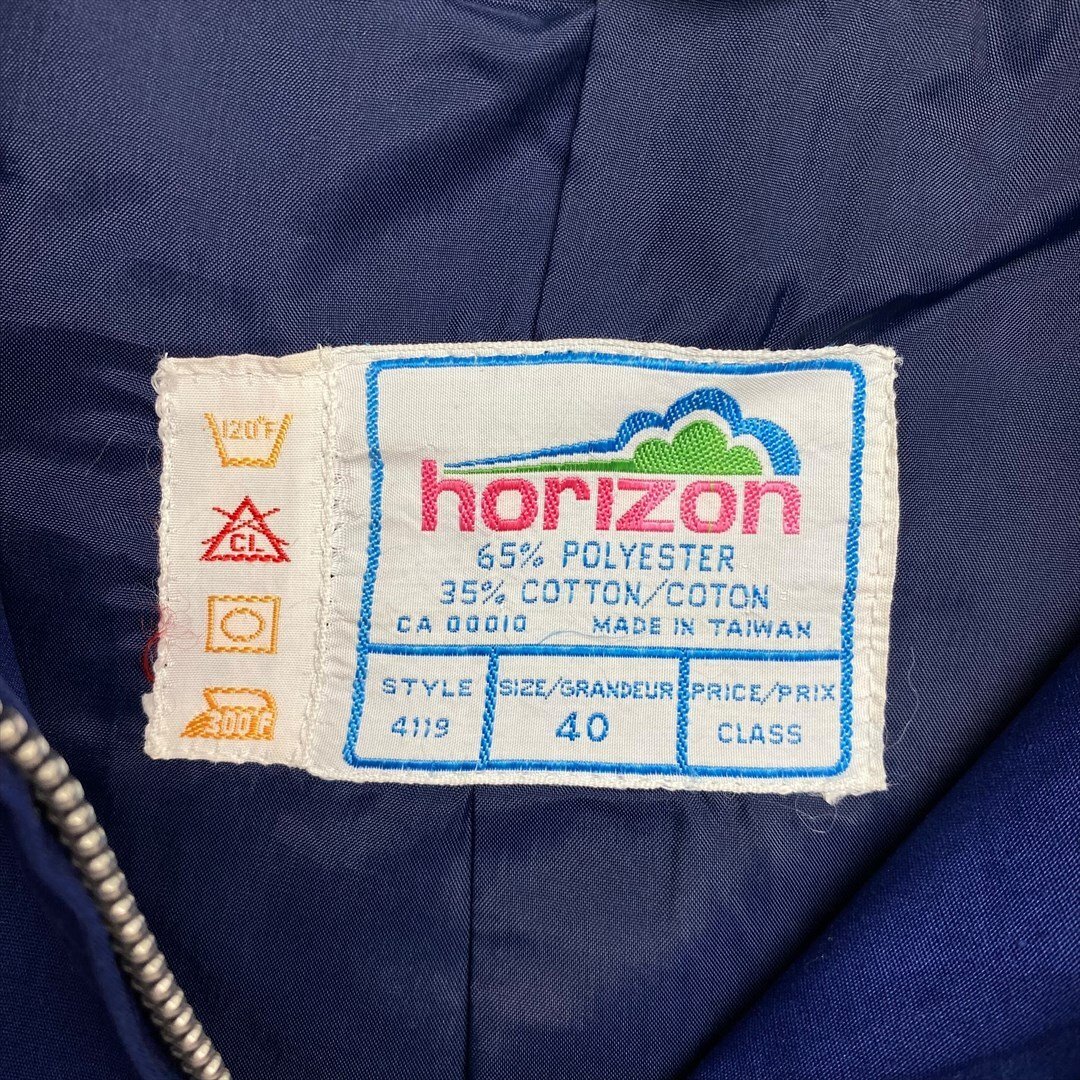 120°F
CL
300°F
horizon
65% POLYESTER
35% COTTON/COTON
CA 00010 MADE IN TAIWAN
STYLE SIZE/GRANDEUR PRICE/PRIX
4119 40 CLASS